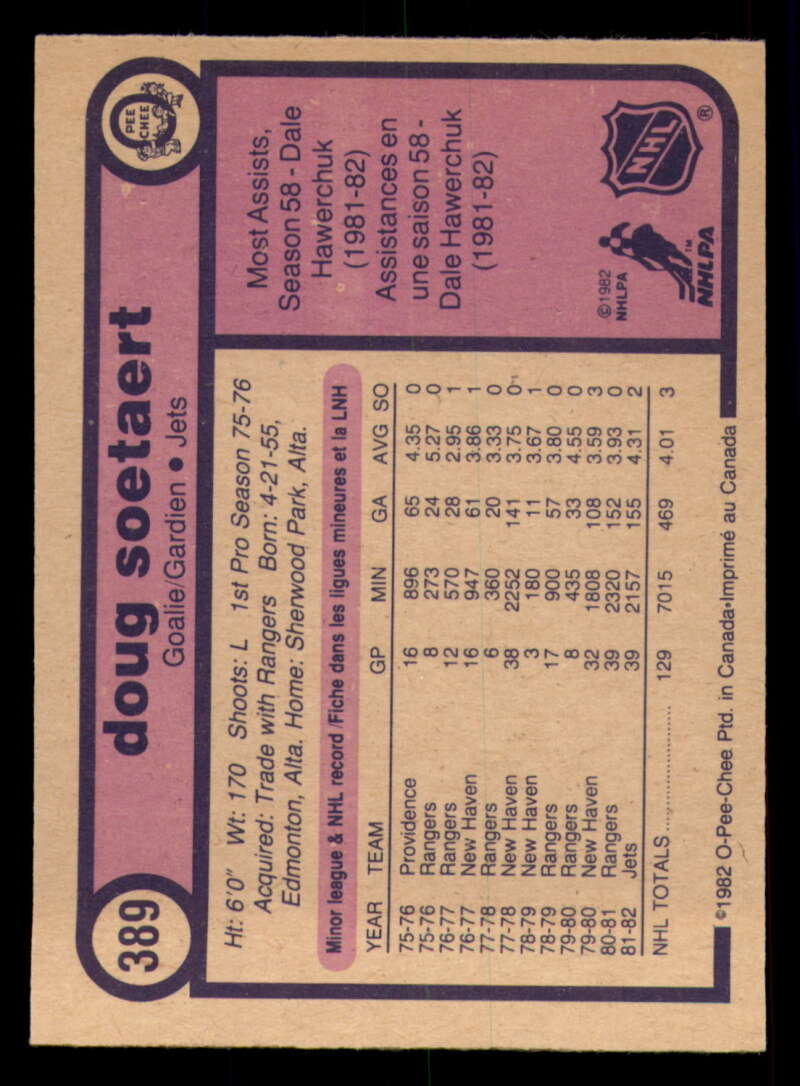 389
doug soetaert
Goalie/Gardien • Jets
O
PEE
CHEE
Ht: 6'0" Wt: 170 Shoots: L 1st Pro Season 75-76
Acquired: Trade with Rangers Born: 4-21-55,
Edmonton, Alta. Home: Sherwood Park, Alta.
Minor league & NHL record/Fiche dans les ligues mineures et la LNH
YEAR TEAM GP MIN GA AVG SO
75-76 Providence 16 896 65 4.35 0
75-76 Rangers 8 273 24 5.27 0
76-77 Rangers 12 570 28 2.95 1
76-77 New Haven 16 947 61 3.86 1
77-78 Rangers 6 360 20 3.33 0
77-78 New Haven 38 2252 141 3.75 0
78-79 New Haven 3 180 11 3.67 1
78-79 Rangers 17 900 57 3.80 0
79-80 Rangers 8 435 33 4.55 0
79-80 New Haven 32 1808 108 3.59 3
80-81 Rangers 39 2320 152 3.93 0
81-82 Jets 39 2157 155 4.31 2
NHL TOTALS.................... 129 7015 469 4.01 3
©1982 O-Pee-Chee Ptd. in Canada•Imprimé au Canada
Most Assists,
Season 58 - Dale
Hawerchuk
(1981-82)
Assistances en
une saison 58 -
Dale Hawerchuk
(1981-82)
©1982
NHLPA
NHLPA
TM
NHL
®